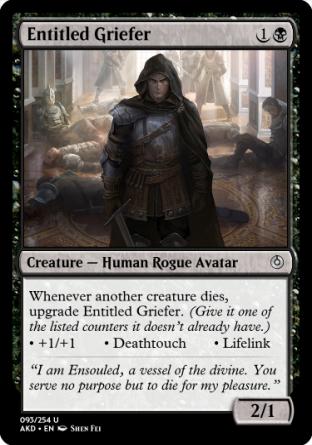 Entitled Griefer 1
Creature — Human Rogue Avatar
Whenever another creature dies,
upgrade Entitled Griefer. (Give it one of
the listed counters it doesn't already have.)
• +1/+1 • Deathtouch • Lifelink
"I am Ensouled, a vessel of the divine. You
serve no purpose but to die for my pleasure."
2/1
093/254 U
AKD • EN Shen Fei